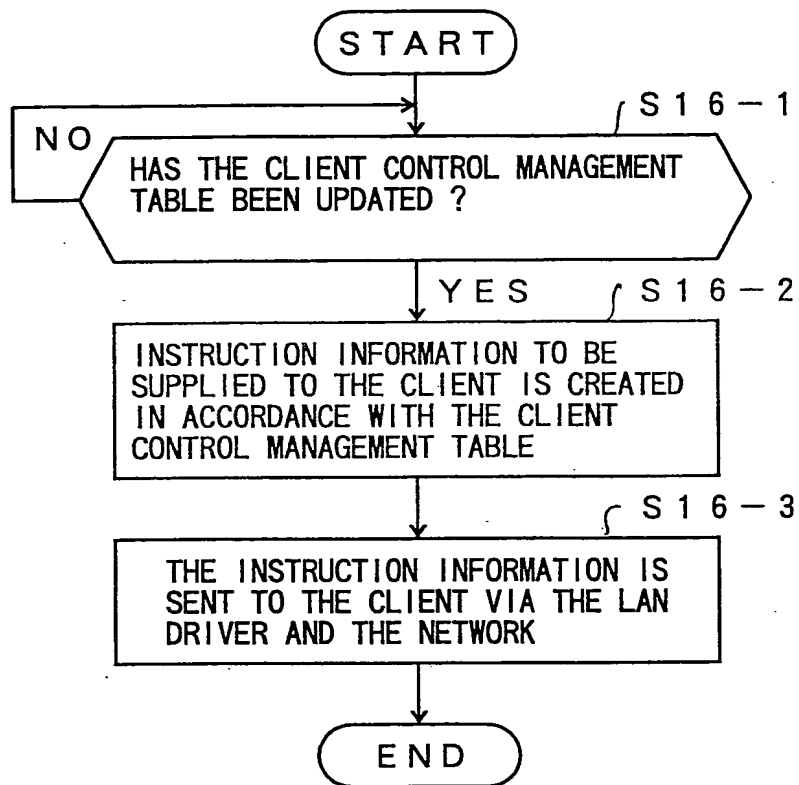 START
S16-1
NO
HAS THE CLIENT CONTROL MANAGEMENT
TABLE BEEN UPDATED ?
YES
S16-2
INSTRUCTION INFORMATION TO BE
SUPPLIED TO THE CLIENT IS CREATED
IN ACCORDANCE WITH THE CLIENT
CONTROL MANAGEMENT TABLE
S16-3
THE INSTRUCTION INFORMATION IS
SENT TO THE CLIENT VIA THE LAN
DRIVER AND THE NETWORK
END